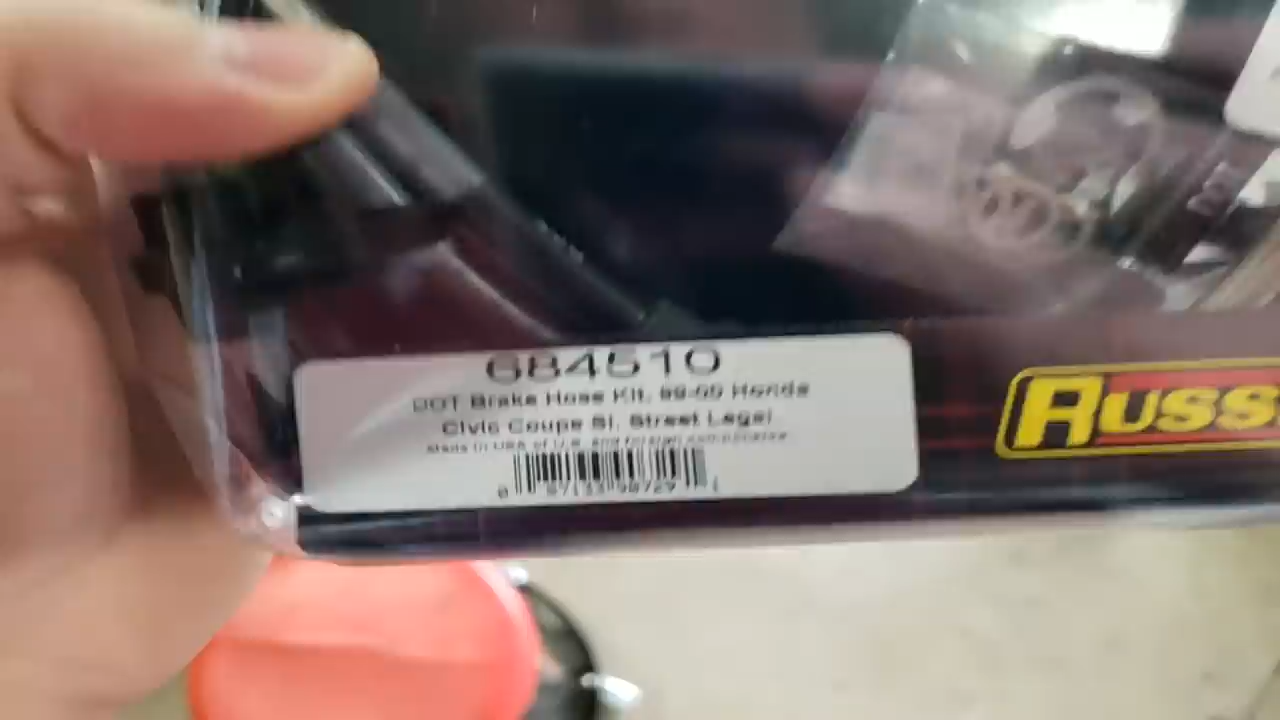 684510
DOT Brake Hose Kit, 99-00 Honda
Civic Coupe Si, Street Legal
Made in USA of U.S. and foreign components
RUSS